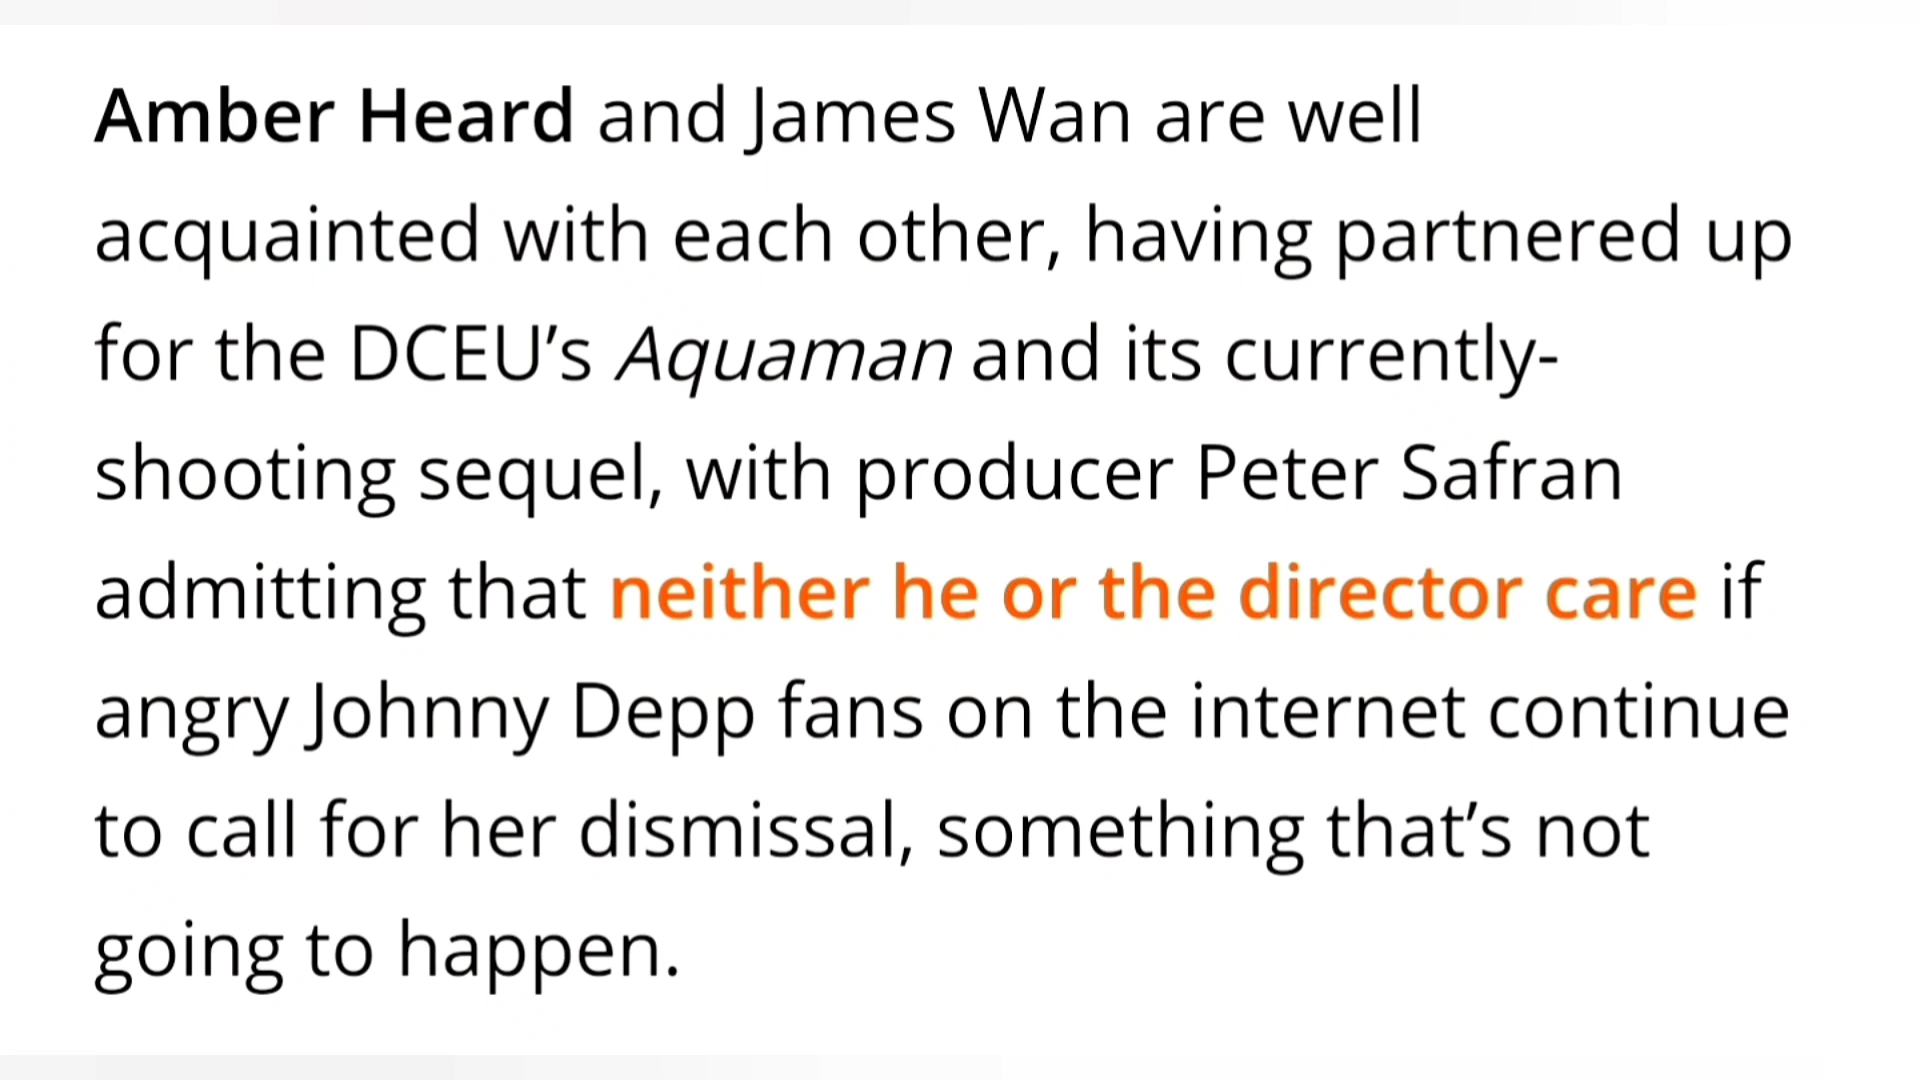 Amber Heard and James Wan are well
acquainted with each other, having partnered up
for the DCEU’s Aquaman and its currently-
shooting sequel, with producer Peter Safran
admitting that neither he or the director care if
angry Johnny Depp fans on the internet continue
to call for her dismissal, something that’s not
going to happen.